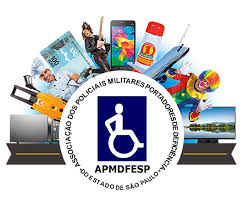 ASSOCIAÇÃO DOS POLICIAIS MILITARES PORTADORES DE DEFICIÊNCIA
APMDFESP
•DO ESTADO DE SÃO PAULO•